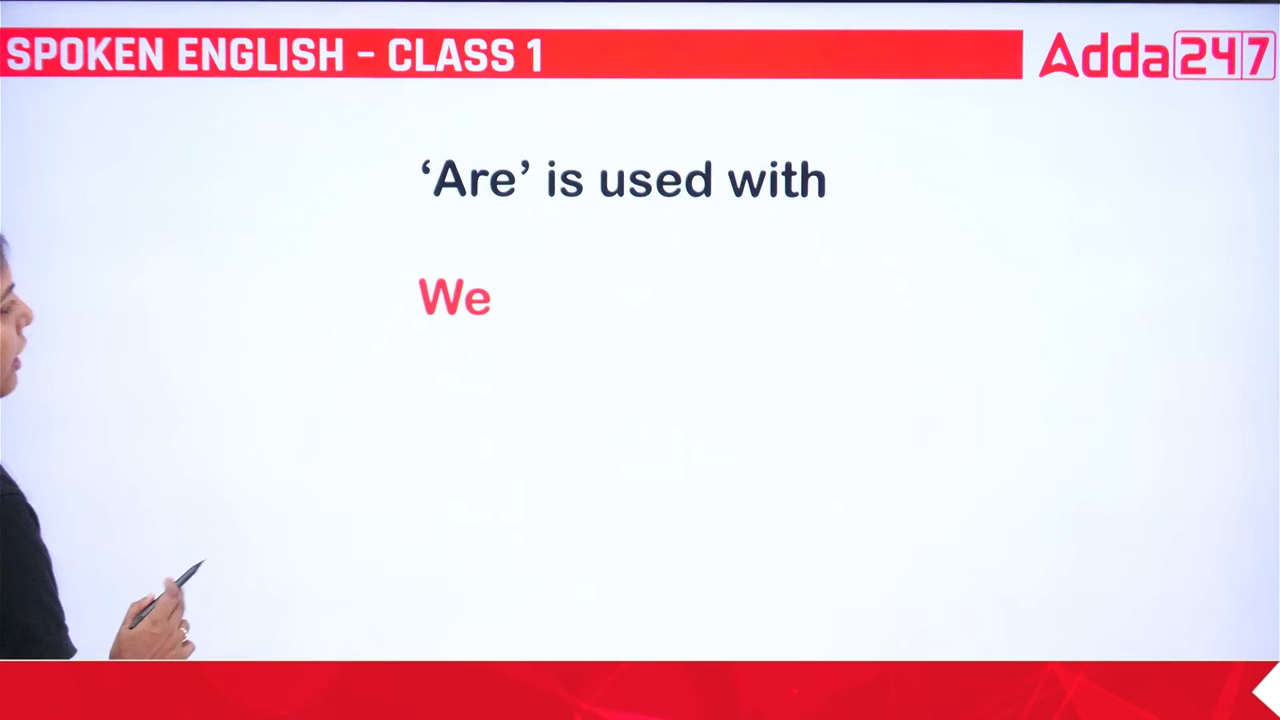 SPOKEN ENGLISH - CLASS 1
Adda247
‘Are’ is used with
We